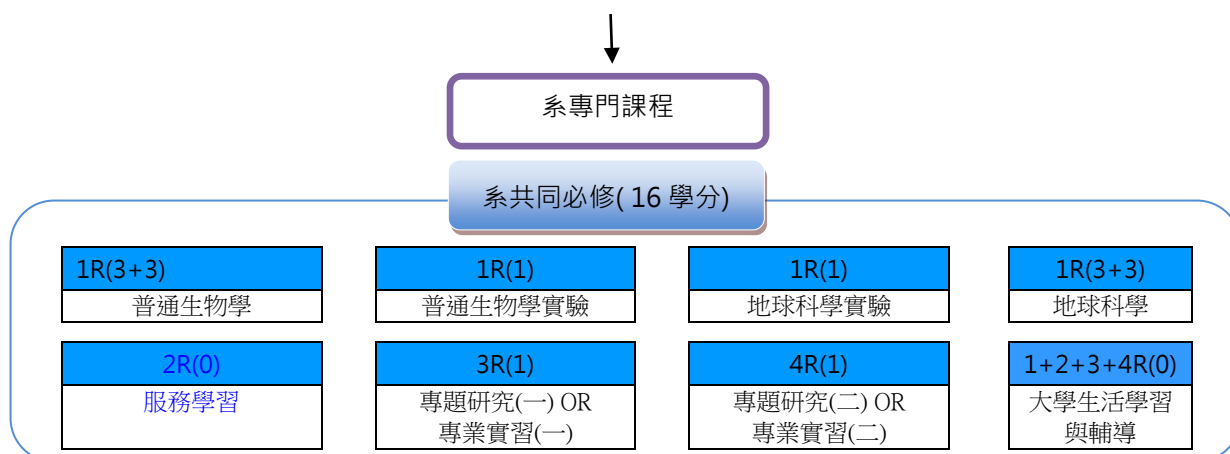 系專門課程
系共同必修( 16 學分)
1R(3+3)
普通生物學
1R(1)
普通生物學實驗
1R(1)
地球科學實驗
1R(3+3)
地球科學
2R(0)
服務學習
3R(1)
專題研究(一) OR
專業實習(一)
4R(1)
專題研究(二) OR
專業實習(二)
1+2+3+4R(0)
大學生活學習
與輔導